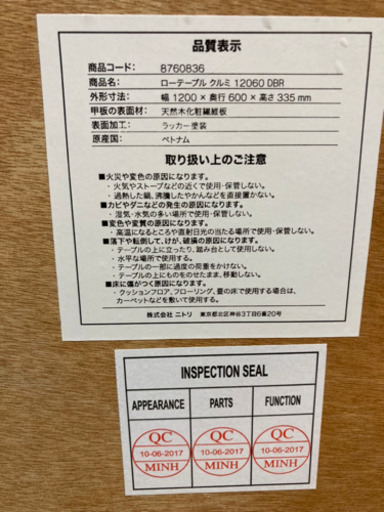 品質表示
商品コード: 8760836
商品名: ローテーブル クルミ 12060 DBR
外形寸法: 幅 1200 × 奥行 600 × 高さ 335 mm
甲板の表面材: 天然木化粧繊維板
表面加工: ラッカー塗装
原産国: ベトナム
取り扱い上のご注意
■火災や変色の原因になります。
・火気やストーブなどの近くで使用・保管しない。
・過熱した鍋、沸騰したやかんなどを直接置かない。
■カビやダニなどの発生の原因になります。
・湿気・水気の多い場所で使用・保管しない。
■変色や変質の原因になります。
・高温になるところや直射日光の当たる場所で使用・保管しない。
■落下や転倒して、けが、破損の原因になります。
・テーブルの上に立ったり、踏み台として使用しない。
・水平な場所で使用する。
・テーブルの一部に過度の荷重をかけない。
・テーブルの上にものをのせたまま、移動しない。
■床に傷がつく原因になります。
・クッションフロア、フローリング、畳の床で使用する場合は、
カーペットなどを敷いて使用する。
株式会社 ニトリ 東京都北区神谷3丁目6番20号
INSPECTION SEAL
APPEARANCE PARTS FUNCTION
QC QC QC
10-06-2017 10-06-2017 10-06-2017
MINH MINH MINH